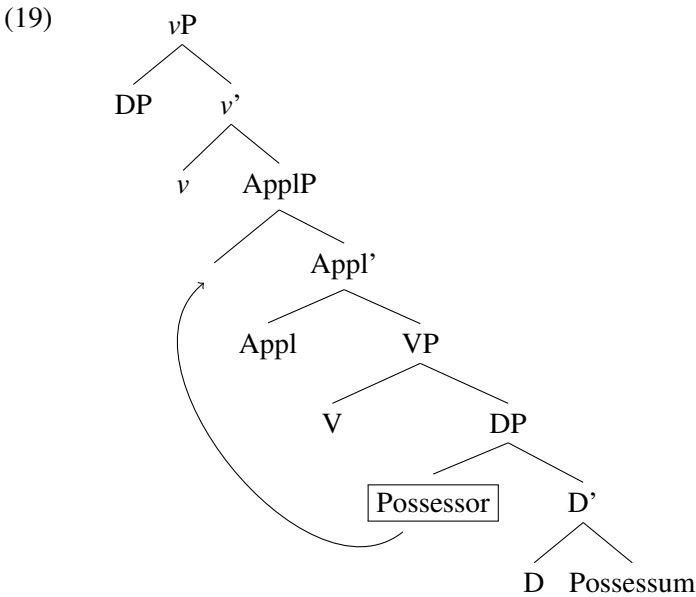 (19)
vP
DP v’
v ApplP
Appl’
Appl VP
V DP
Possessor D’
D Possessum